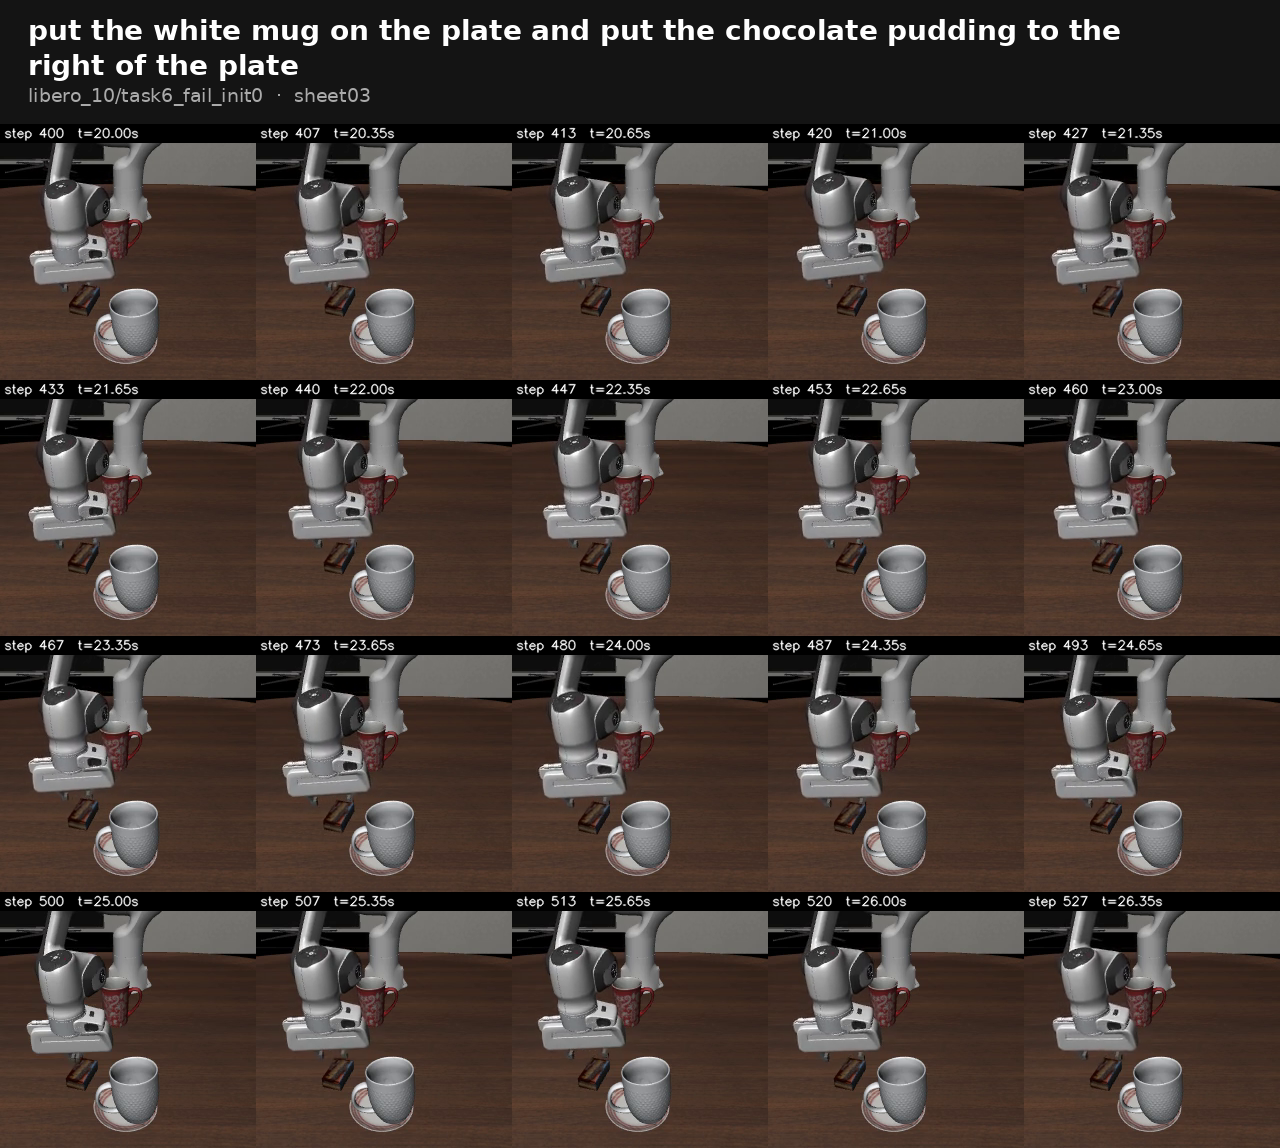 put the white mug on the plate and put the chocolate pudding to the
right of the plate
libero_10/task6_fail_init0 · sheet03
step 400 t=20.00s
step 407 t=20.35s
step 413 t=20.65s
step 420 t=21.00s
step 427 t=21.35s
step 433 t=21.65s
step 440 t=22.00s
step 447 t=22.35s
step 453 t=22.65s
step 460 t=23.00s
step 467 t=23.35s
step 473 t=23.65s
step 480 t=24.00s
step 487 t=24.35s
step 493 t=24.65s
step 500 t=25.00s
step 507 t=25.35s
step 513 t=25.65s
step 520 t=26.00s
step 527 t=26.35s